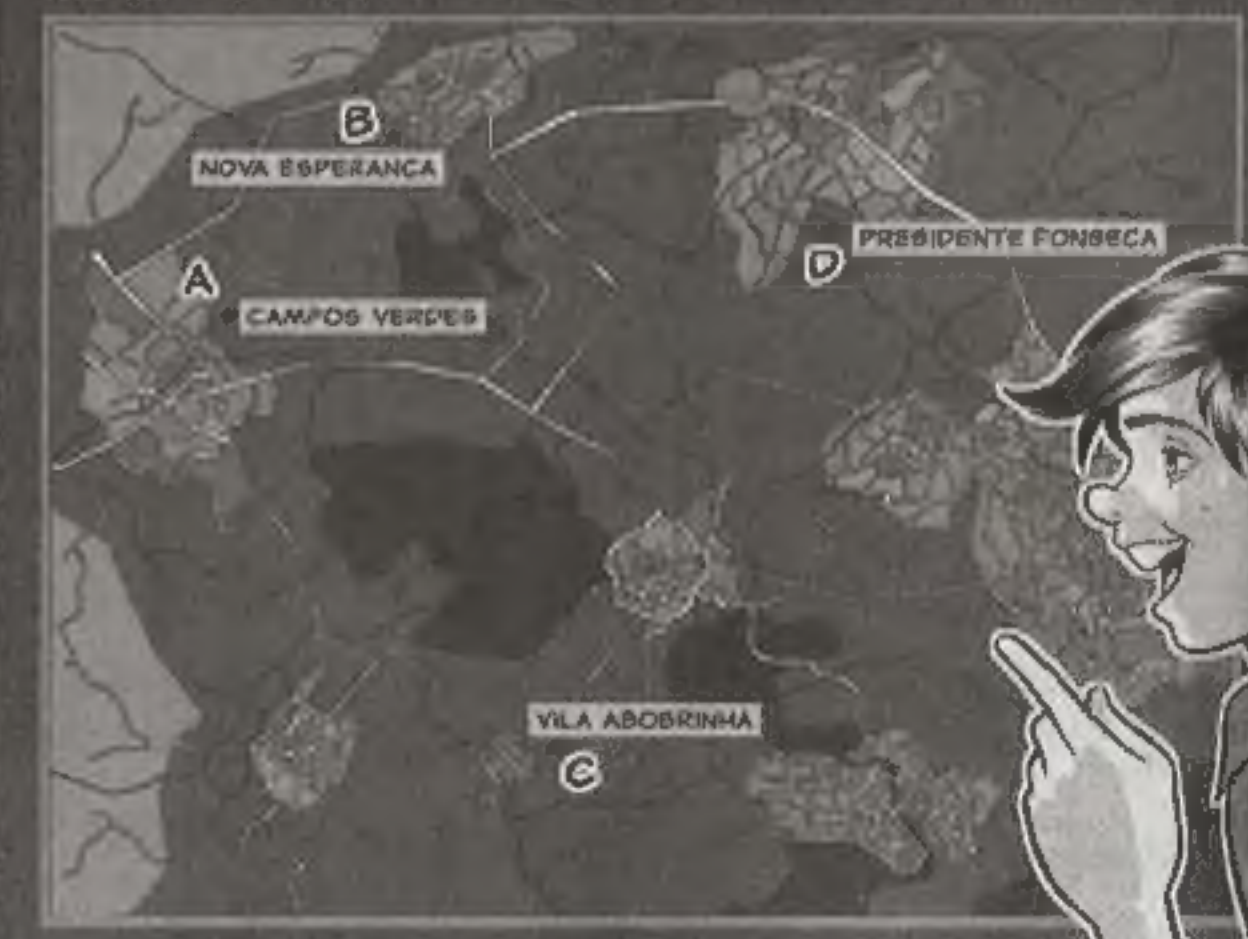 B
NOVA ESPERANCA
A
CAMPOS VERDES
PRESIDENTE FONSECA
D
VILA ABOBRINHA
C